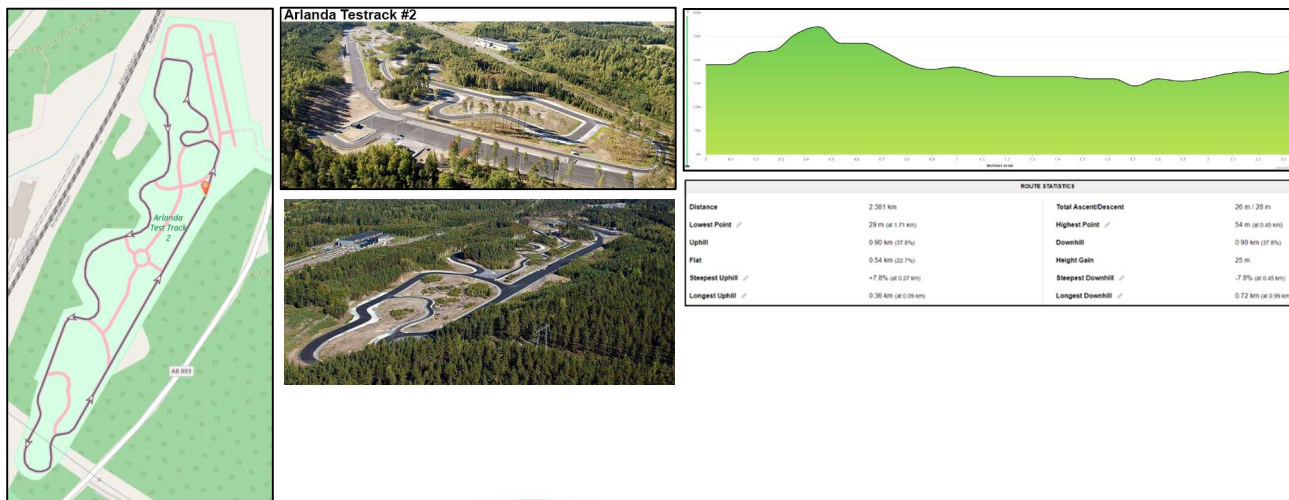 Arlanda Testrack #2
Arlanda
Test Track
2
AB 893
ROUTE STATISTICS
Distance 2 381 km Total Ascent/Descent 26 m / 28 m
Lowest Point 29 m (at 1.71 km) Highest Point 54 m (at 0.45 km)
Uphill 0.90 km (37.8%) Downhill 0.90 km (37.8%)
Flat 0.54 km (22.7%) Height Gain 25 m
Steepest Uphill +7.8% (at 0.27 km) Steepest Downhill -7.8% (at 0.45 km)
Longest Uphill 0.36 km (at 0.09 km) Longest Downhill 0.72 km (at 0.99 km